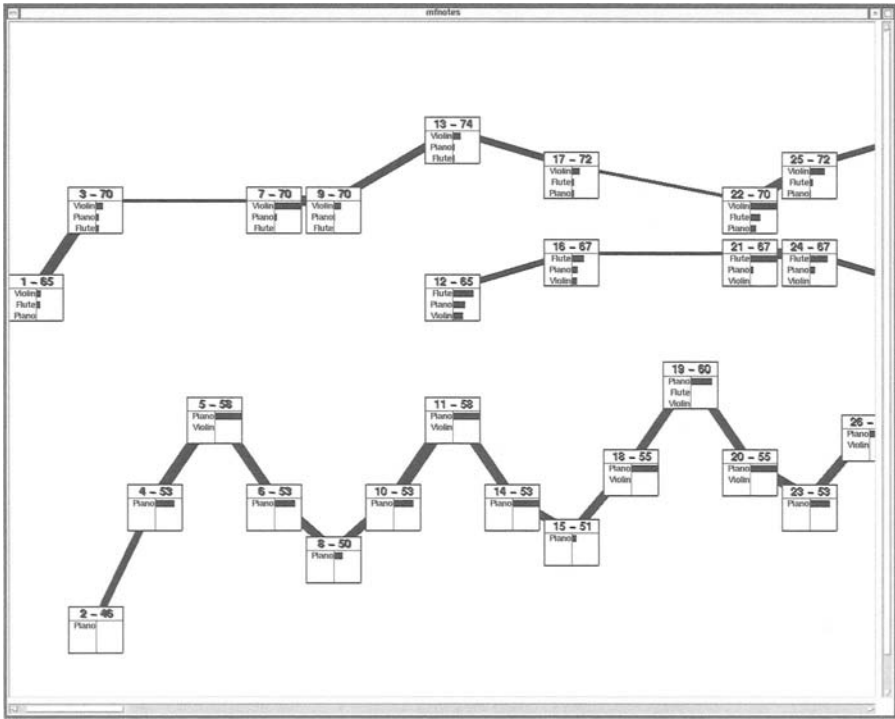 mfnotes
13 – 74
Violin
Piano
Flute
17 – 72
Violin
Flute
Piano
25 – 72
Violin
Flute
Piano
3 – 70
Violin
Piano
Flute
7 – 70
Violin
Piano
Flute
9 – 70
Violin
Piano
Flute
22 – 70
Violin
Flute
Piano
16 – 67
Flute
Piano
Violin
21 – 67
Flute
Piano
Violin
24 – 67
Flute
Piano
Violin
1 – 65
Violin
Flute
Piano
12 – 65
Flute
Piano
Violin
19 – 60
Piano
Flute
Violin
5 – 58
Piano
Violin
11 – 58
Piano
Violin
26 –
Piano
Violin
18 – 55
Piano
Violin
20 – 55
Piano
Violin
4 – 53
Piano
6 – 53
Piano
10 – 53
Piano
14 – 53
Piano
23 – 53
Piano
15 – 51
Piano
8 – 50
Piano
2 – 46
Piano